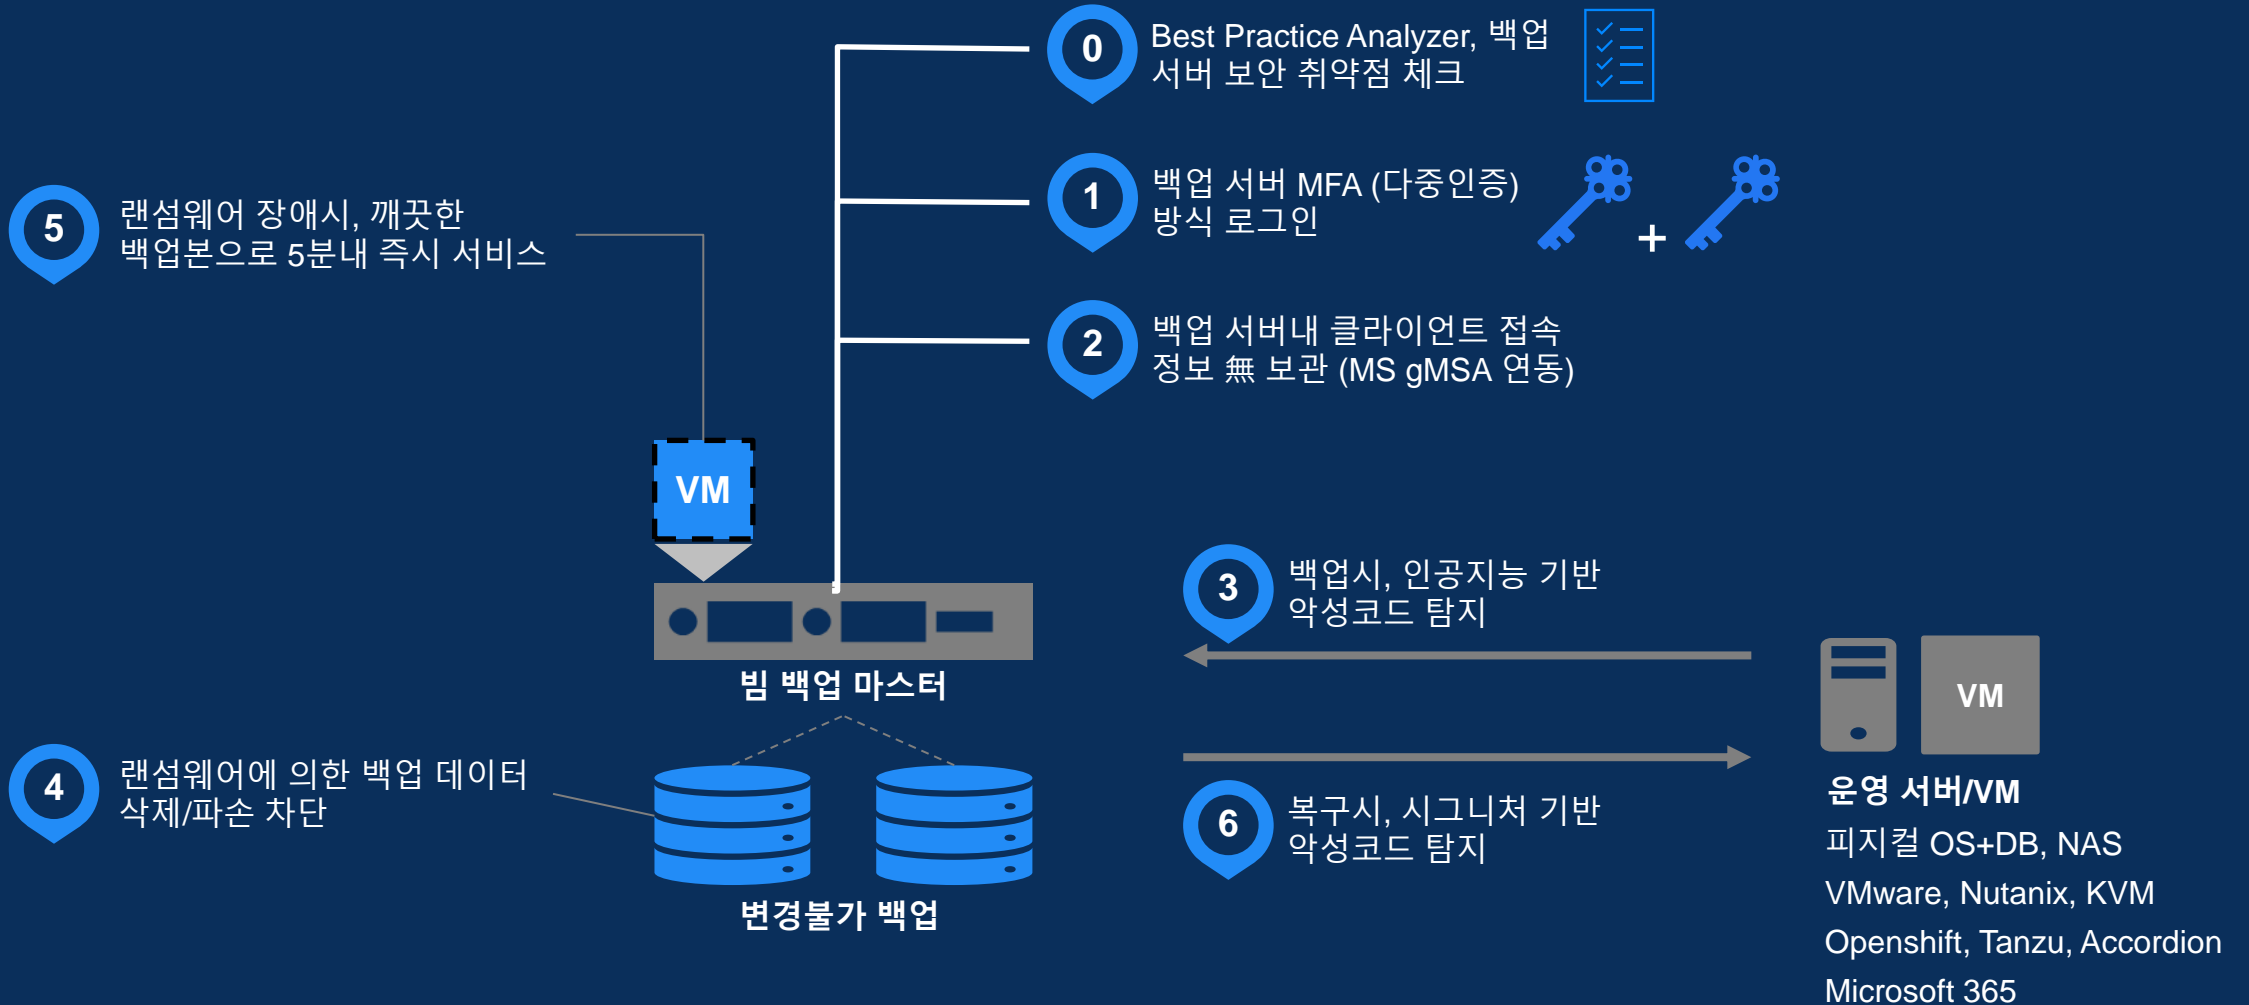 0
Best Practice Analyzer, 백업
서버 보안 취약점 체크
1
백업 서버 MFA (다중인증)
방식 로그인
+
2
백업 서버내 클라이언트 접속
정보 無 보관 (MS gMSA 연동)
5
랜섬웨어 장애시, 깨끗한
백업본으로 5분내 즉시 서비스
VM
빔 백업 마스터
3
백업시, 인공지능 기반
악성코드 탐지
4
랜섬웨어에 의한 백업 데이터
삭제/파손 차단
변경불가 백업
6
복구시, 시그니처 기반
악성코드 탐지
VM
운영 서버/VM
피지컬 OS+DB, NAS
VMware, Nutanix, KVM
Openshift, Tanzu, Accordion
Microsoft 365